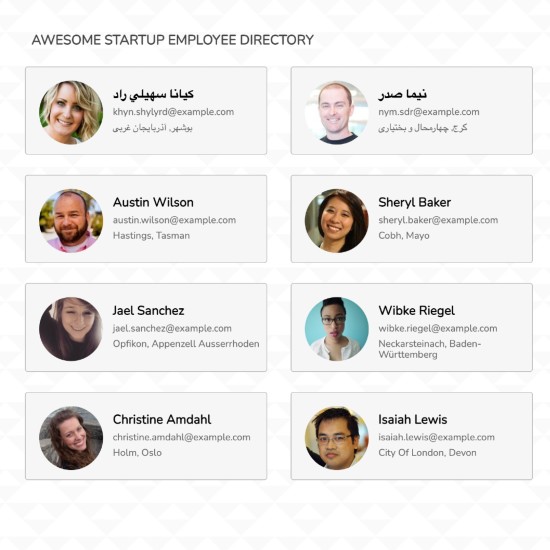 AWESOME STARTUP EMPLOYEE DIRECTORY
کیانا سهیلي راد
khyn.shylyrd@example.com
بوشهر, آذربایجان غربی
نیما صدر
nym.sdr@example.com
کرج, چهارمحال و بختیاری
Austin Wilson
austin.wilson@example.com
Hastings, Tasman
Sheryl Baker
sheryl.baker@example.com
Cobh, Mayo
Jael Sanchez
jael.sanchez@example.com
Opfikon, Appenzell Ausserrhoden
Wibke Riegel
wibke.riegel@example.com
Neckarsteinach, Baden-
Württemberg
Christine Amdahl
christine.amdahl@example.com
Holm, Oslo
Isaiah Lewis
isaiah.lewis@example.com
City Of London, Devon